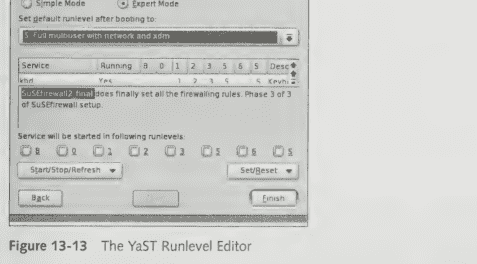 Simple Mode Expert Mode
Set default runlevel after booting to:
5: Full multiuser with network and xdm
Service Running B 0 1 2 3 5 6 S Desc
kbd Yes 1 2 3 5 S Keybi
SuSEfirewall2_final does finally set all the firewalling rules. Phase 3 of 3
of SuSEfirewall setup.
Service will be started in following runlevels:
B 0 1 2 3 5 6 S
Start/Stop/Refresh Set/Reset
Back Finish
Figure 13-13 The YaST Runlevel Editor